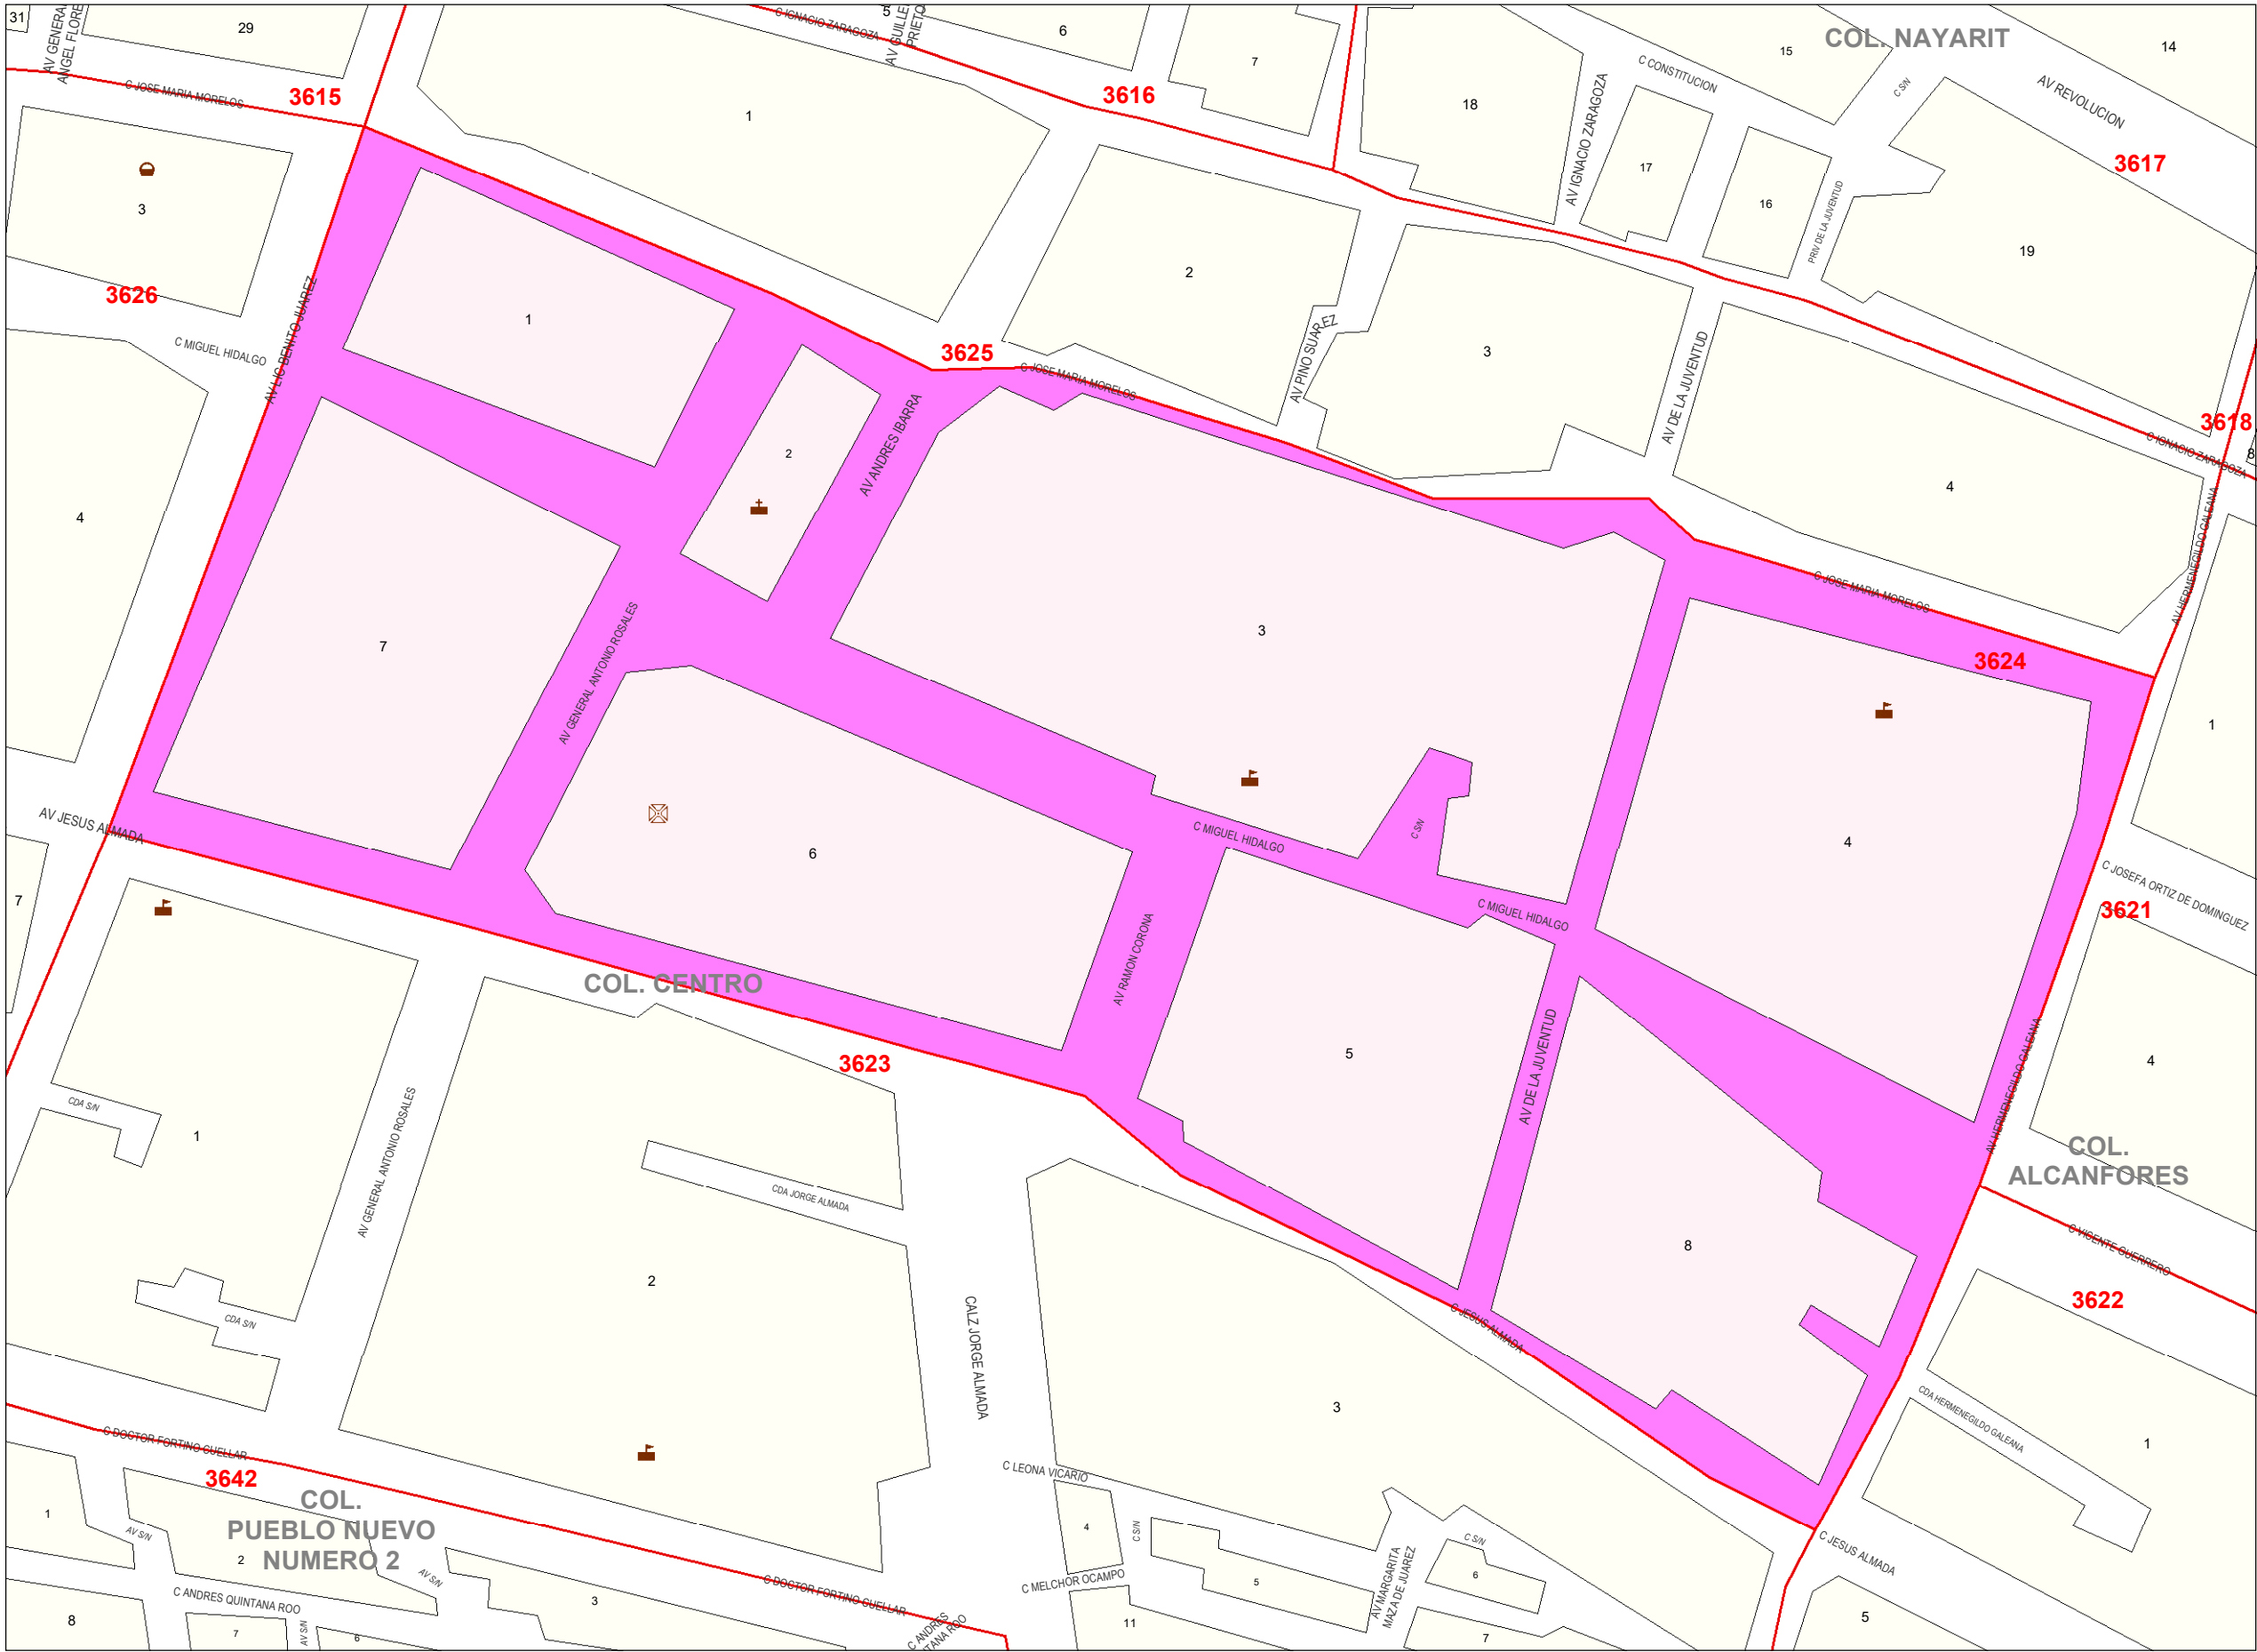 31
AV GENERAL
ANGEL FLORE
29
C JOSE MARIA MORELOS
3615
5
C IGNACIO ZARAGOZA
AV GUILLE
PRIETO
6
3616
7
1
18
AV IGNACIO ZARAGOZA
C CONSTITUCION
15
COL. NAYARIT
14
C S/N
AV REVOLUCION
3617
17
16
PRIV DE LA JUVENTUD
19
3
3626
C MIGUEL HIDALGO
AV LIC BENITO JUAREZ
1
2
3625
C JOSE MARIA MORELOS
AV PINO SUAREZ
3
AV DE LA JUVENTUD
3618
C IGNACIO ZARAGOZA
8
4
AV HERMENEGILDO GALEANA
2
AV ANDRES IBARRA
4
C JOSE MARIA MORELOS
7
AV GENERAL ANTONIO ROSALES
3
3624
1
AV JESUS ALMADA
6
C MIGUEL HIDALGO
C S/N
4
C JOSEFA ORTIZ DE DOMINGUEZ
7
C MIGUEL HIDALGO
3621
COL. CENTRO
AV RAMON CORONA
5
AV DE LA JUVENTUD
AV HERMENEGILDO GALEANA
4
3623
CDA S/N
1
AV GENERAL ANTONIO ROSALES
COL.
ALCANFORES
CDA JORGE ALMADA
8
C VICENTE GUERRERO
2
3622
CDA S/N
CALZ JORGE ALMADA
C JESUS ALMADA
3
CDA HERMENEGILDO GALEANA
1
C DOCTOR FORTINO CUELLAR
3642
C LEONA VICARIO
COL.
PUEBLO NUEVO
NUMERO 2
1
AV S/N
2
AV S/N
4
C S/N
C S/N
C JESUS ALMADA
C MELCHOR OCAMPO
5
AV MARGARITA
MAZA DE JUAREZ
6
C ANDRES QUINTANA ROO
3
C DOCTOR FORTINO CUELLAR
8
7
AV S/N
6
C ANDRES
TANA ROO
11
7
5